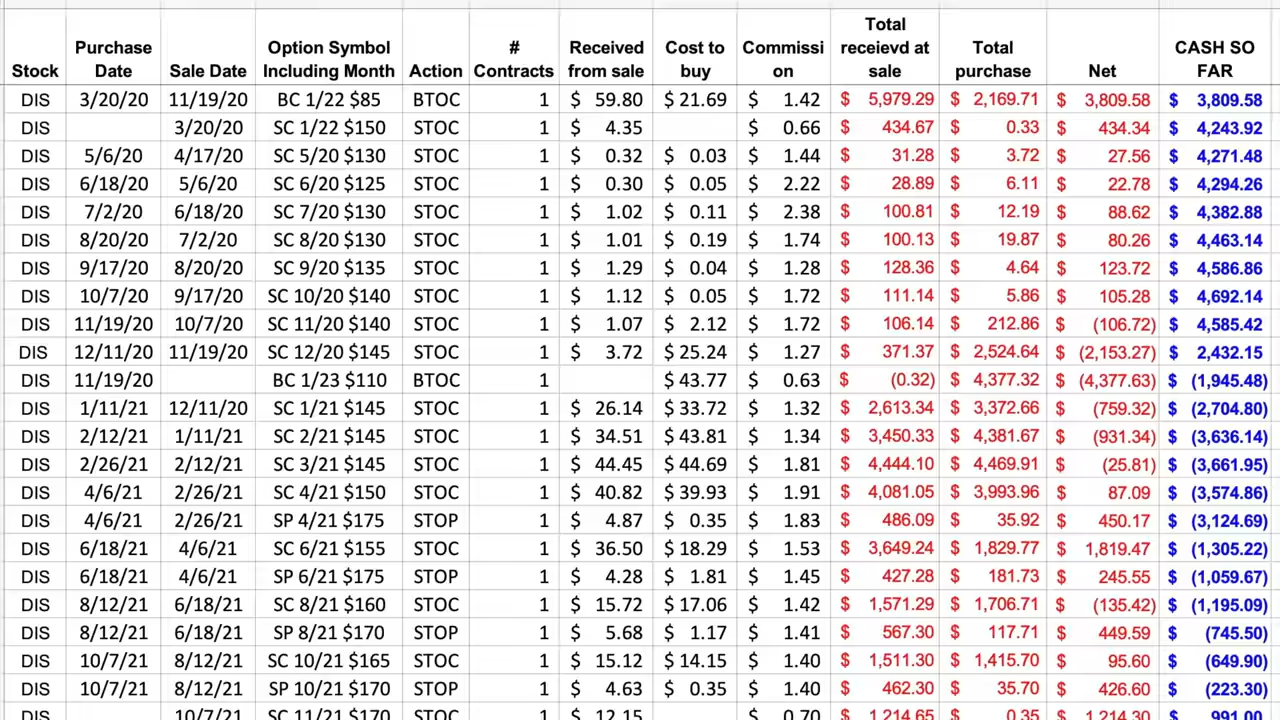 Stock Purchase Date Sale Date Option Symbol Including Month Action # Contracts Received from sale Cost to buy Commissi on Total receievd at sale Total purchase Net CASH SO FAR
DIS 3/20/20 11/19/20 BC 1/22 $85 BTOC 1 $ 59.80 $ 21.69 $ 1.42 $ 5,979.29 $ 2,169.71 $ 3,809.58 $ 3,809.58
DIS 3/20/20 SC 1/22 $150 STOC 1 $ 4.35 $ 0.66 $ 434.67 $ 0.33 $ 434.34 $ 4,243.92
DIS 5/6/20 4/17/20 SC 5/20 $130 STOC 1 $ 0.32 $ 0.03 $ 1.44 $ 31.28 $ 3.72 $ 27.56 $ 4,271.48
DIS 6/18/20 5/6/20 SC 6/20 $125 STOC 1 $ 0.30 $ 0.05 $ 2.22 $ 28.89 $ 6.11 $ 22.78 $ 4,294.26
DIS 7/2/20 6/18/20 SC 7/20 $130 STOC 1 $ 1.02 $ 0.11 $ 2.38 $ 100.81 $ 12.19 $ 88.62 $ 4,382.88
DIS 8/20/20 7/2/20 SC 8/20 $130 STOC 1 $ 1.01 $ 0.19 $ 1.74 $ 100.13 $ 19.87 $ 80.26 $ 4,463.14
DIS 9/17/20 8/20/20 SC 9/20 $135 STOC 1 $ 1.29 $ 0.04 $ 1.28 $ 128.36 $ 4.64 $ 123.72 $ 4,586.86
DIS 10/7/20 9/17/20 SC 10/20 $140 STOC 1 $ 1.12 $ 0.05 $ 1.72 $ 111.14 $ 5.86 $ 105.28 $ 4,692.14
DIS 11/19/20 10/7/20 SC 11/20 $140 STOC 1 $ 1.07 $ 2.12 $ 1.72 $ 106.14 $ 212.86 $ (106.72) $ 4,585.42
DIS 12/11/20 11/19/20 SC 12/20 $145 STOC 1 $ 3.72 $ 25.24 $ 1.27 $ 371.37 $ 2,524.64 $ (2,153.27) $ 2,432.15
DIS 11/19/20 BC 1/23 $110 BTOC 1 $ 43.77 $ 0.63 $ (0.32) $ 4,377.32 $ (4,377.63) $ (1,945.48)
DIS 1/11/21 12/11/20 SC 1/21 $145 STOC 1 $ 26.14 $ 33.72 $ 1.32 $ 2,613.34 $ 3,372.66 $ (759.32) $ (2,704.80)
DIS 2/12/21 1/11/21 SC 2/21 $145 STOC 1 $ 34.51 $ 43.81 $ 1.34 $ 3,450.33 $ 4,381.67 $ (931.34) $ (3,636.14)
DIS 2/26/21 2/12/21 SC 3/21 $145 STOC 1 $ 44.45 $ 44.69 $ 1.81 $ 4,444.10 $ 4,469.91 $ (25.81) $ (3,661.95)
DIS 4/6/21 2/26/21 SC 4/21 $150 STOC 1 $ 40.82 $ 39.93 $ 1.91 $ 4,081.05 $ 3,993.96 $ 87.09 $ (3,574.86)
DIS 4/6/21 2/26/21 SP 4/21 $175 STOP 1 $ 4.87 $ 0.35 $ 1.83 $ 486.09 $ 35.92 $ 450.17 $ (3,124.69)
DIS 6/18/21 4/6/21 SC 6/21 $155 STOC 1 $ 36.50 $ 18.29 $ 1.53 $ 3,649.24 $ 1,829.77 $ 1,819.47 $ (1,305.22)
DIS 6/18/21 4/6/21 SP 6/21 $175 STOP 1 $ 4.28 $ 1.81 $ 1.45 $ 427.28 $ 181.73 $ 245.55 $ (1,059.67)
DIS 8/12/21 6/18/21 SC 8/21 $160 STOC 1 $ 15.72 $ 17.06 $ 1.42 $ 1,571.29 $ 1,706.71 $ (135.42) $ (1,195.09)
DIS 8/12/21 6/18/21 SP 8/21 $170 STOP 1 $ 5.68 $ 1.17 $ 1.41 $ 567.30 $ 117.71 $ 449.59 $ (745.50)
DIS 10/7/21 8/12/21 SC 10/21 $165 STOC 1 $ 15.12 $ 14.15 $ 1.40 $ 1,511.30 $ 1,415.70 $ 95.60 $ (649.90)
DIS 10/7/21 8/12/21 SP 10/21 $170 STOP 1 $ 4.63 $ 0.35 $ 1.40 $ 462.30 $ 35.70 $ 426.60 $ (223.30)
DIS 10/7/21 SC 11/21 $170 STOC 1 $ 12.15 $ 0.70 $ 1,214.65 $ 0.35 $ 1,214.30 $ 991.00